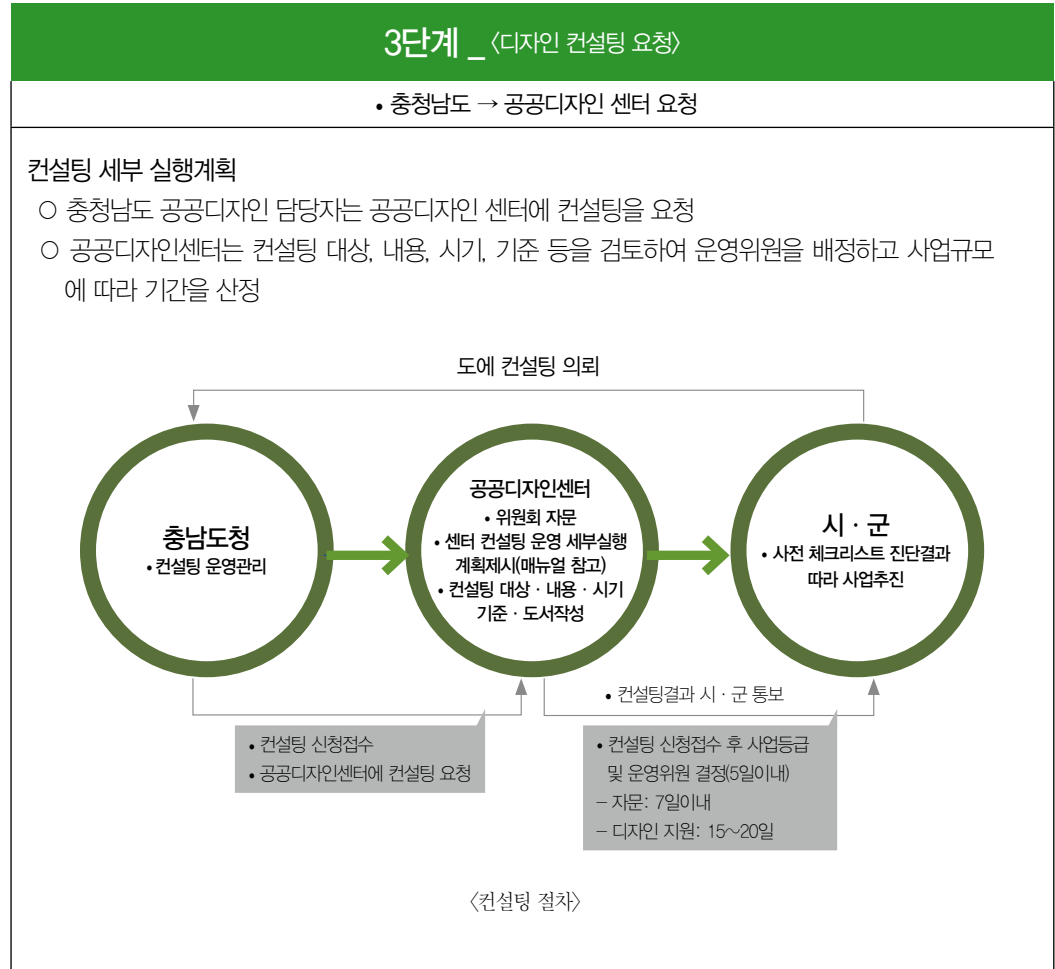 3단계 _ 〈디자인 컨설팅 요청〉
• 충청남도 → 공공디자인 센터 요청
컨설팅 세부 실행계획
○ 충청남도 공공디자인 담당자는 공공디자인 센터에 컨설팅을 요청
○ 공공디자인센터는 컨설팅 대상, 내용, 시기, 기준 등을 검토하여 운영위원을 배정하고 사업규모
에 따라 기간을 산정
도에 컨설팅 의뢰
충남도청
• 컨설팅 운영관리
공공디자인센터
• 위원회 자문
• 센터 컨설팅 운영 세부실행
계획제시(매뉴얼 참고)
• 컨설팅 대상 · 내용 · 시기
기준 · 도서작성
시 · 군
• 사전 체크리스트 진단결과
따라 사업추진
• 컨설팅 신청접수
• 공공디자인센터에 컨설팅 요청
• 컨설팅결과 시 · 군 통보
• 컨설팅 신청접수 후 사업등급
및 운영위원 결정(5일이내)
– 자문: 7일이내
– 디자인 지원: 15～20일
〈컨설팅 절차〉